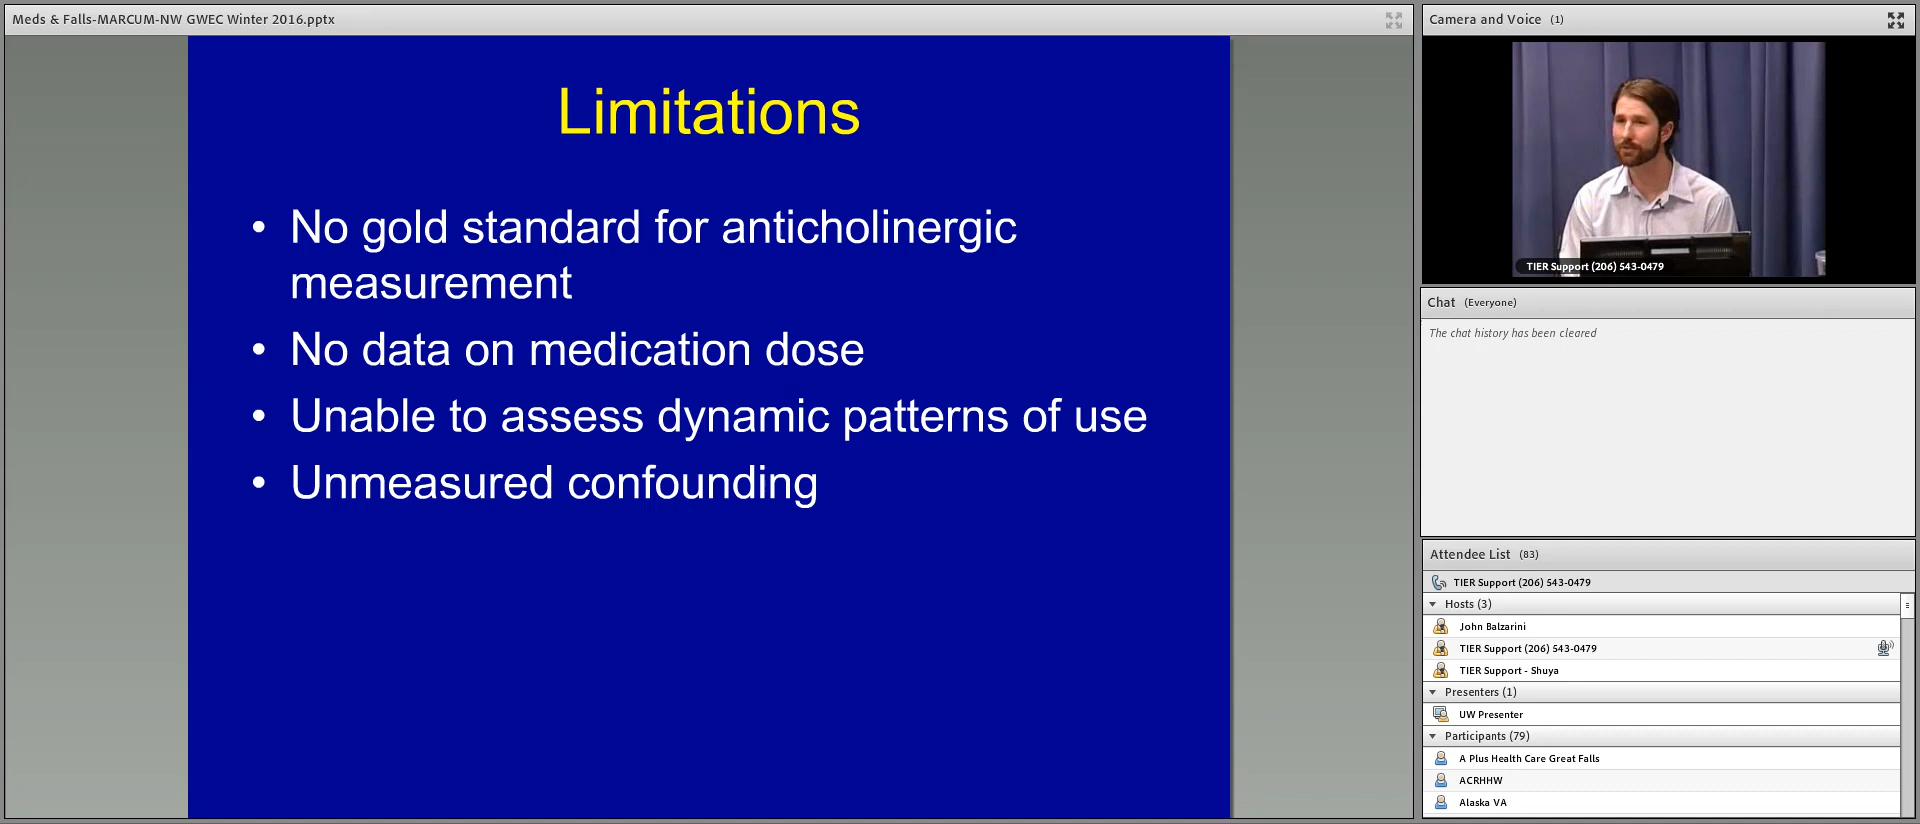 Meds & Falls-MARCUM-NW GWEC Winter 2016.pptx
Limitations
• No gold standard for anticholinergic
measurement
• No data on medication dose
• Unable to assess dynamic patterns of use
• Unmeasured confounding
Camera and Voice (1)
TIER Support (206) 543-0479
Chat (Everyone)
The chat history has been cleared
Attendee List (83)
TIER Support (206) 543-0479
Hosts (3)
John Balzarini
TIER Support (206) 543-0479
TIER Support - Shuya
Presenters (1)
UW Presenter
Participants (79)
A Plus Health Care Great Falls
ACRHHW
Alaska VA